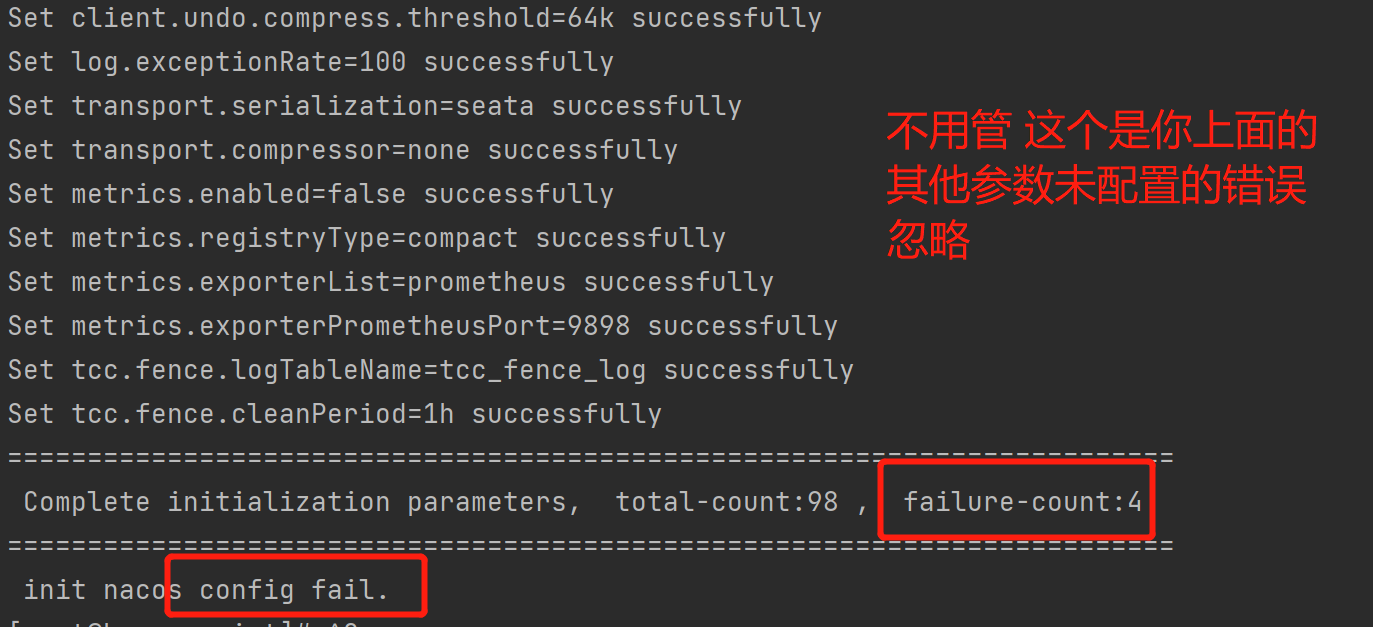 Set client.undo.compress.threshold=64k successfully
Set log.exceptionRate=100 successfully
Set transport.serialization=seata successfully
Set transport.compressor=none successfully
Set metrics.enabled=false successfully
Set metrics.registryType=compact successfully
Set metrics.exporterList=prometheus successfully
Set metrics.exporterPrometheusPort=9898 successfully
Set tcc.fence.logTableName=tcc_fence_log successfully
Set tcc.fence.cleanPeriod=1h successfully
不用管 这个是你上面的
其他参数未配置的错误
忽略
=========================================================================
Complete initialization parameters,  total-count:98 ,  failure-count:4
=========================================================================
init nacos config fail.